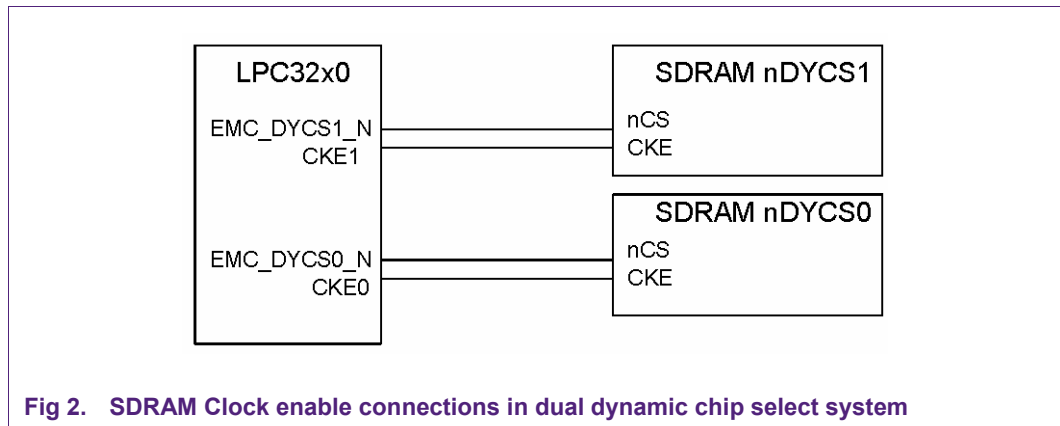 LPC32x0
EMC_DYCS1_N
CKE1
EMC_DYCS0_N
CKE0
SDRAM nDYCS1
nCS
CKE
SDRAM nDYCS0
nCS
CKE
Fig 2. SDRAM Clock enable connections in dual dynamic chip select system